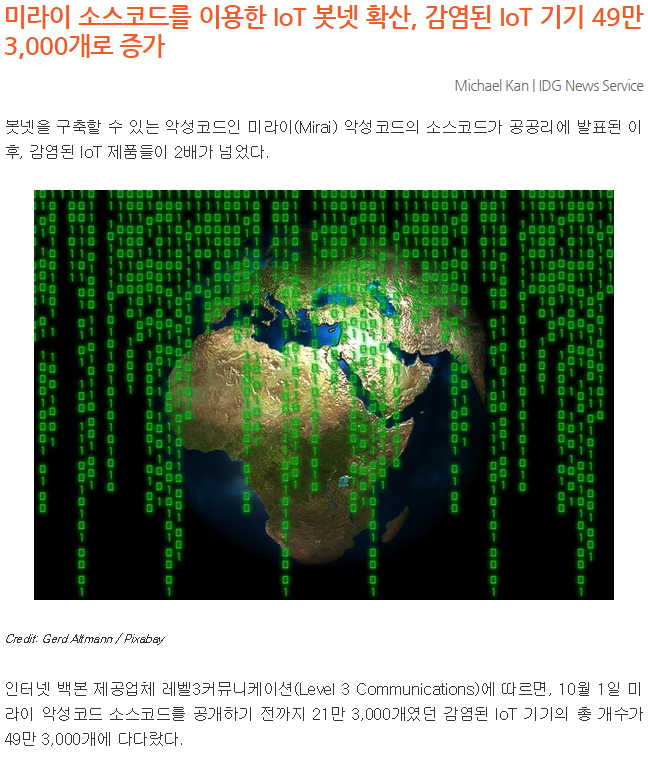 미라이 소스코드를 이용한 IoT 봇넷 확산, 감염된 IoT 기기 49만
3,000개로 증가
Michael Kan | IDG News Service
봇넷을 구축할 수 있는 악성코드인 미라이(Mirai) 악성코드의 소스코드가 공공리에 발표된 이
후, 감염된 IoT 제품들이 2배가 넘었다.
Credit: Gerd Altmann / Pixabay
인터넷 백본 제공업체 레벨3커뮤니케이션(Level 3 Communications)에 따르면, 10월 1일 미
라이 악성코드 소스코드를 공개하기 전까지 21만 3,000개였던 감염된 IoT 기기의 총 개수가
49만 3,000개에 다다랐다.